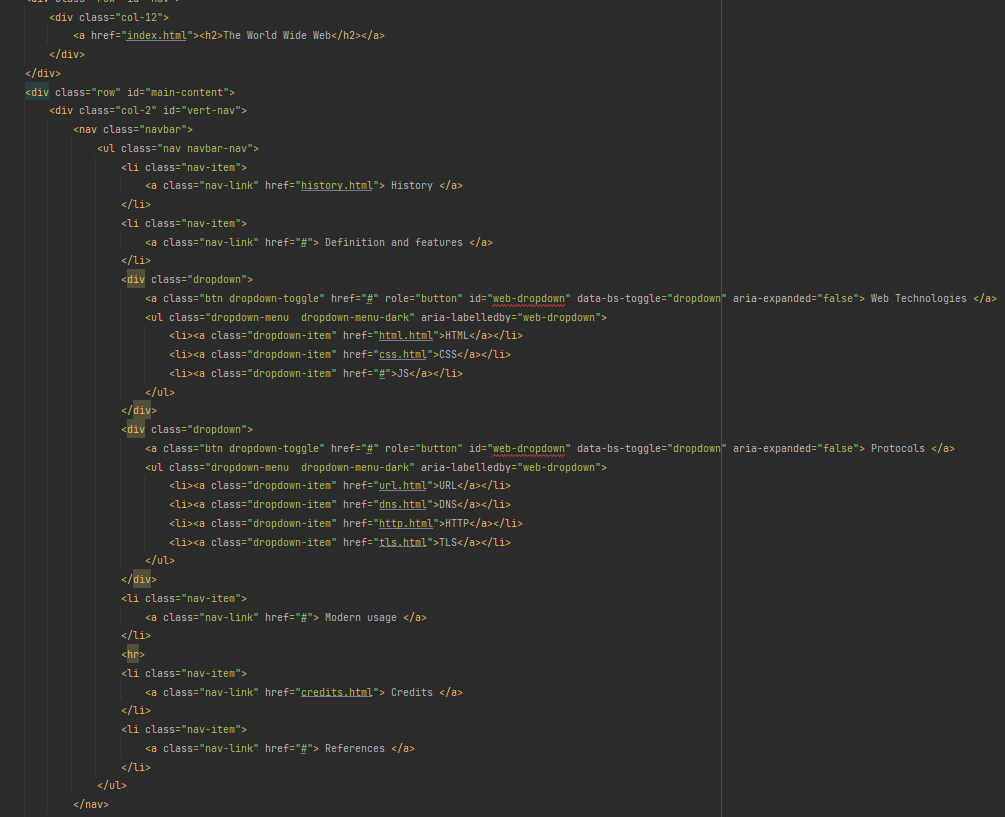 <div class="row" id="nav">
<div class="col-12">
<a href="index.html"><h2>The World Wide Web</h2></a>
</div>
</div>
<div class="row" id="main-content">
<div class="col-2" id="vert-nav">
<nav class="navbar">
<ul class="nav navbar-nav">
<li class="nav-item">
<a class="nav-link" href="history.html"> History </a>
</li>
<li class="nav-item">
<a class="nav-link" href="#"> Definition and features </a>
</li>
<div class="dropdown">
<a class="btn dropdown-toggle" href="#" role="button" id="web-dropdown" data-bs-toggle="dropdown" aria-expanded="false"> Web Technologies </a>
<ul class="dropdown-menu  dropdown-menu-dark" aria-labelledby="web-dropdown">
<li><a class="dropdown-item" href="html.html">HTML</a></li>
<li><a class="dropdown-item" href="css.html">CSS</a></li>
<li><a class="dropdown-item" href="#">JS</a></li>
</ul>
</div>
<div class="dropdown">
<a class="btn dropdown-toggle" href="#" role="button" id="web-dropdown" data-bs-toggle="dropdown" aria-expanded="false"> Protocols </a>
<ul class="dropdown-menu  dropdown-menu-dark" aria-labelledby="web-dropdown">
<li><a class="dropdown-item" href="url.html">URL</a></li>
<li><a class="dropdown-item" href="dns.html">DNS</a></li>
<li><a class="dropdown-item" href="http.html">HTTP</a></li>
<li><a class="dropdown-item" href="tls.html">TLS</a></li>
</ul>
</div>
<li class="nav-item">
<a class="nav-link" href="#"> Modern usage </a>
</li>
<hr>
<li class="nav-item">
<a class="nav-link" href="credits.html"> Credits </a>
</li>
<li class="nav-item">
<a class="nav-link" href="#"> References </a>
</li>
</ul>
</nav>